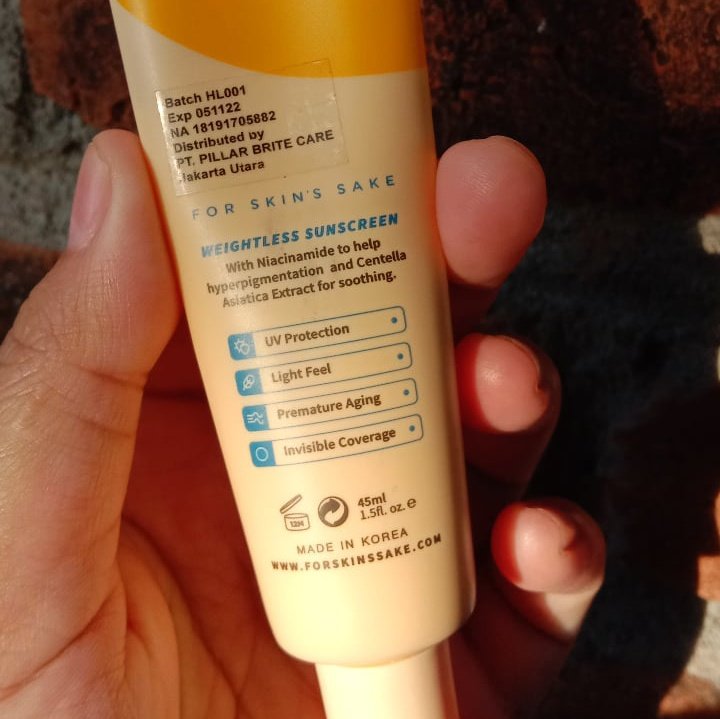 Batch HL001
Exp 051122
NA 18191705882
Distributed by
PT. PILLAR BRITE CARE
Jakarta Utara
FOR SKIN'S SAKE
WEIGHTLESS SUNSCREEN
With Niacinamide to help
hyperpigmentation and Centella
Asiatica Extract for soothing.
UV Protection
Light Feel
Premature Aging
Invisible Coverage
12M
45ml
1.5fl. oz. e
MADE IN KOREA
WWW.FORSKINSSAKE.COM